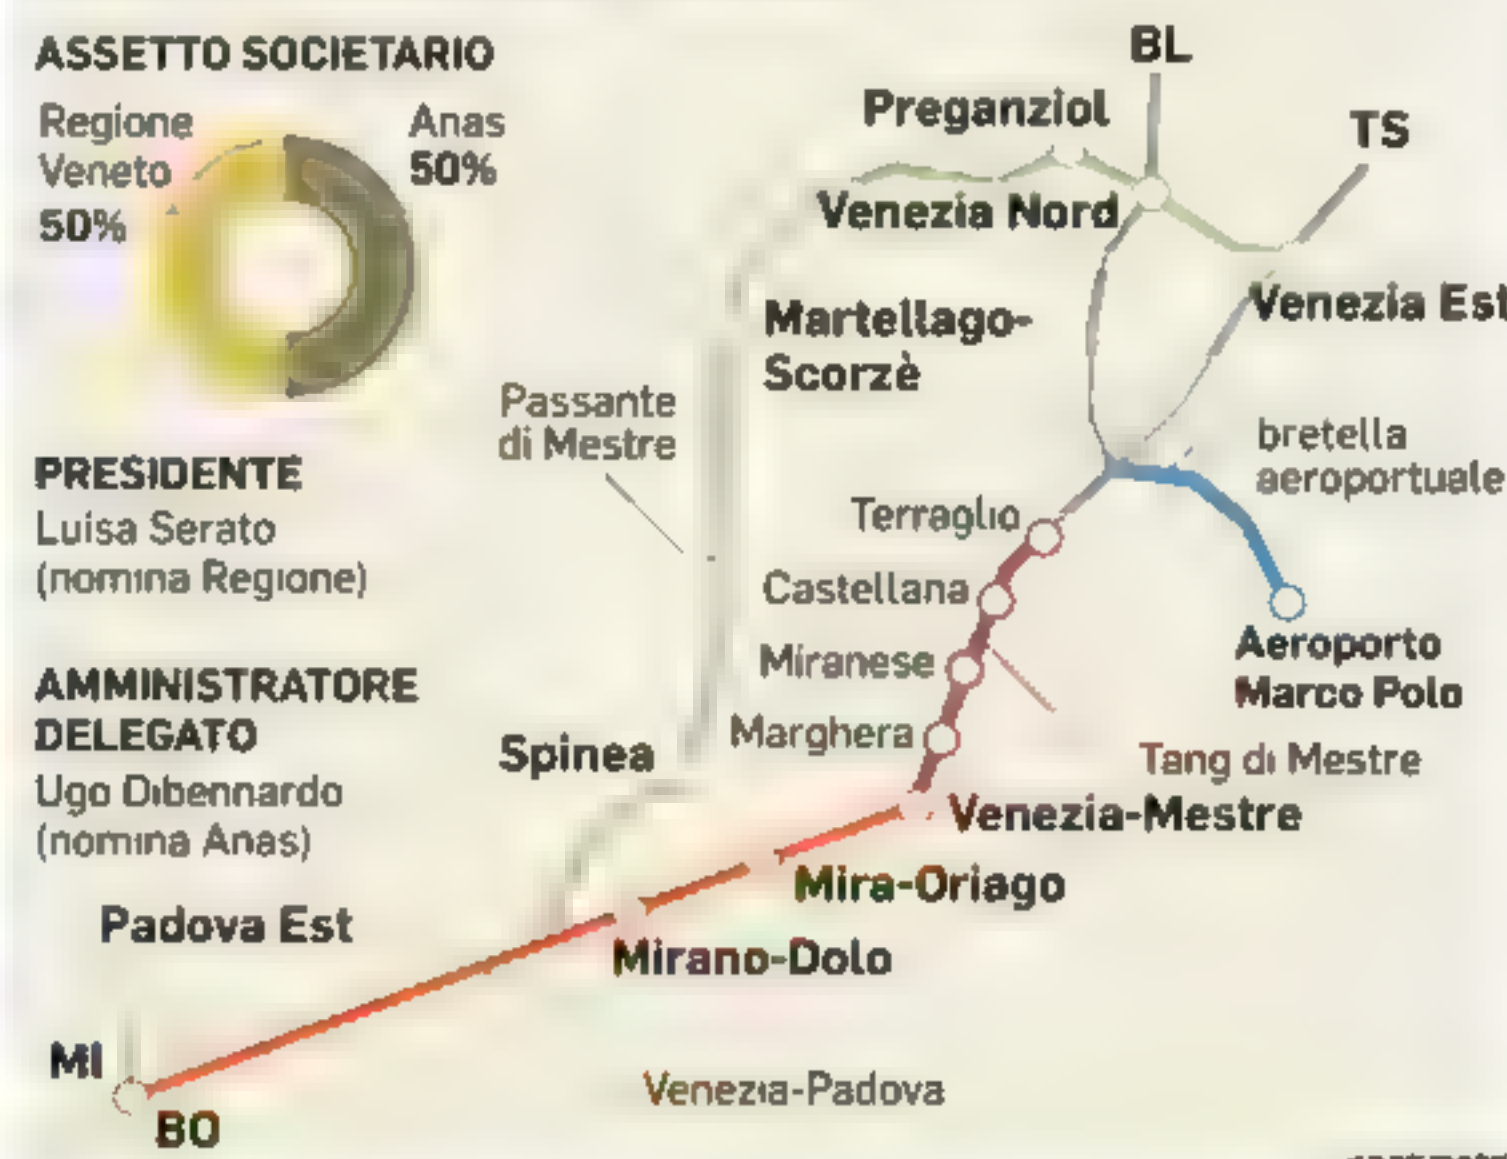 ASSETTO SOCIETARIO
Regione
Veneto
50%
Anas
50%
PRESIDENTE
Luisa Serato
(nomina Regione)
AMMINISTRATORE
DELEGATO
Ugo Dibennardo
(nomina Anas)
BL
Preganziol
TS
Venezia Nord
Venezia Est
Martellago-
Scorzè
Passante
di Mestre
bretella
aeroportuale
Terraglio
Castellana
Miranese
Marghera
Aeroporto
Marco Polo
Tang di Mestre
Spinea
Venezia-Mestre
Mira-Oriago
Padova Est
Mirano-Dolo
MI
BO
Venezia-Padova